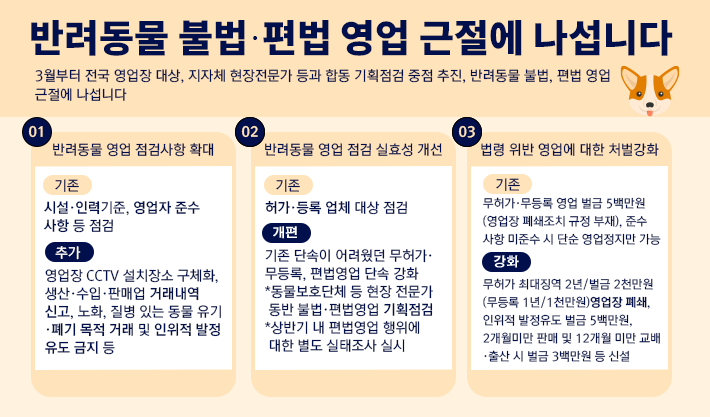 반려동물 불법·편법 영업 근절에 나섭니다
3월부터 전국 영업장 대상, 지자체 현장전문가 등과 합동 기획점검 중점 추진, 반려동물 불법, 편법 영업
근절에 나섭니다
01
반려동물 영업 점검사항 확대
기존
시설·인력기준, 영업자 준수
사항 등 점검
추가
영업장 CCTV 설치장소 구체화,
생산·수입·판매업 거래내역
신고, 노화, 질병 있는 동물 유기
·폐기 목적 거래 및 인위적 발정
유도 금지 등
02
반려동물 영업 점검 실효성 개선
기존
허가·등록 업체 대상 점검
개편
기존 단속이 어려웠던 무허가·
무등록, 편법영업 단속 강화
*동물보호단체 등 현장 전문가
동반 불법·편법영업 기획점검
*상반기 내 편법영업 행위에
대한 별도 실태조사 실시
03
법령 위반 영업에 대한 처벌강화
기존
무허가·무등록 영업 벌금 5백만원
(영업장 폐쇄조치 규정 부재), 준수
사항 미준수 시 단순 영업정지만 가능
강화
무허가 최대징역 2년/벌금 2천만원
(무등록 1년/1천만원)영업장 폐쇄,
인위적 발정유도 벌금 5백만원,
2개월미만 판매 및 12개월 미만 교배
·출산 시 벌금 3백만원 등 신설